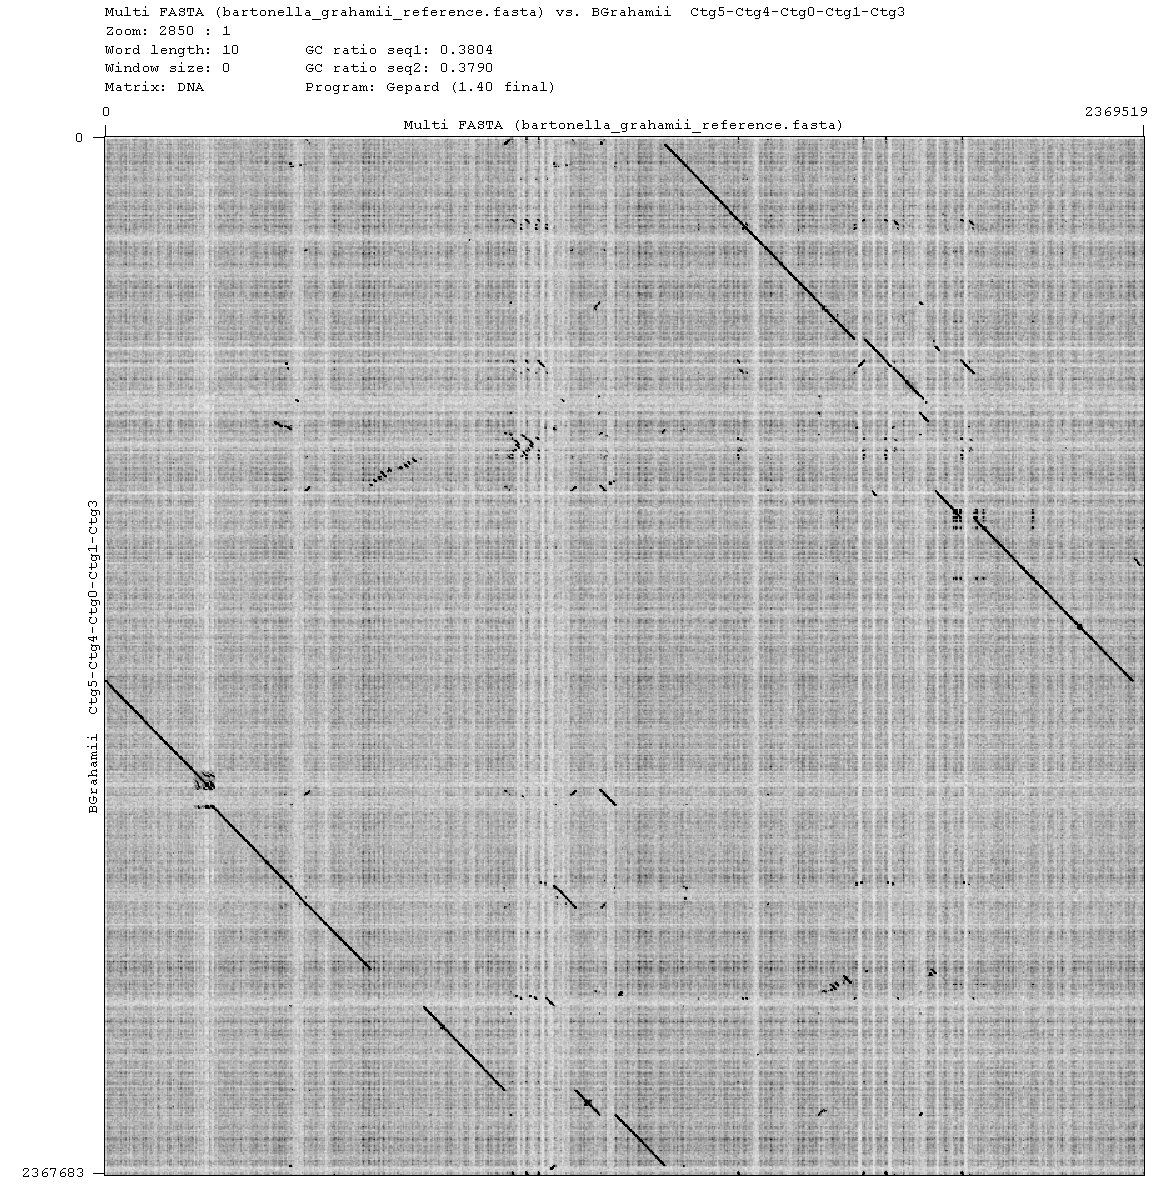 Multi FASTA (bartonella_grahamii_reference.fasta) vs. BGrahamii  Ctg5-Ctg4-Ctg0-Ctg1-Ctg3
Zoom: 2850 : 1
Word length: 10 GC ratio seq1: 0.3804
Window size: 0 GC ratio seq2: 0.3790
Matrix: DNA Program: Gepard (1.40 final)
0 2369519
Multi FASTA (bartonella_grahamii_reference.fasta)
0
BGrahamii  Ctg5-Ctg4-Ctg0-Ctg1-Ctg3
2367683